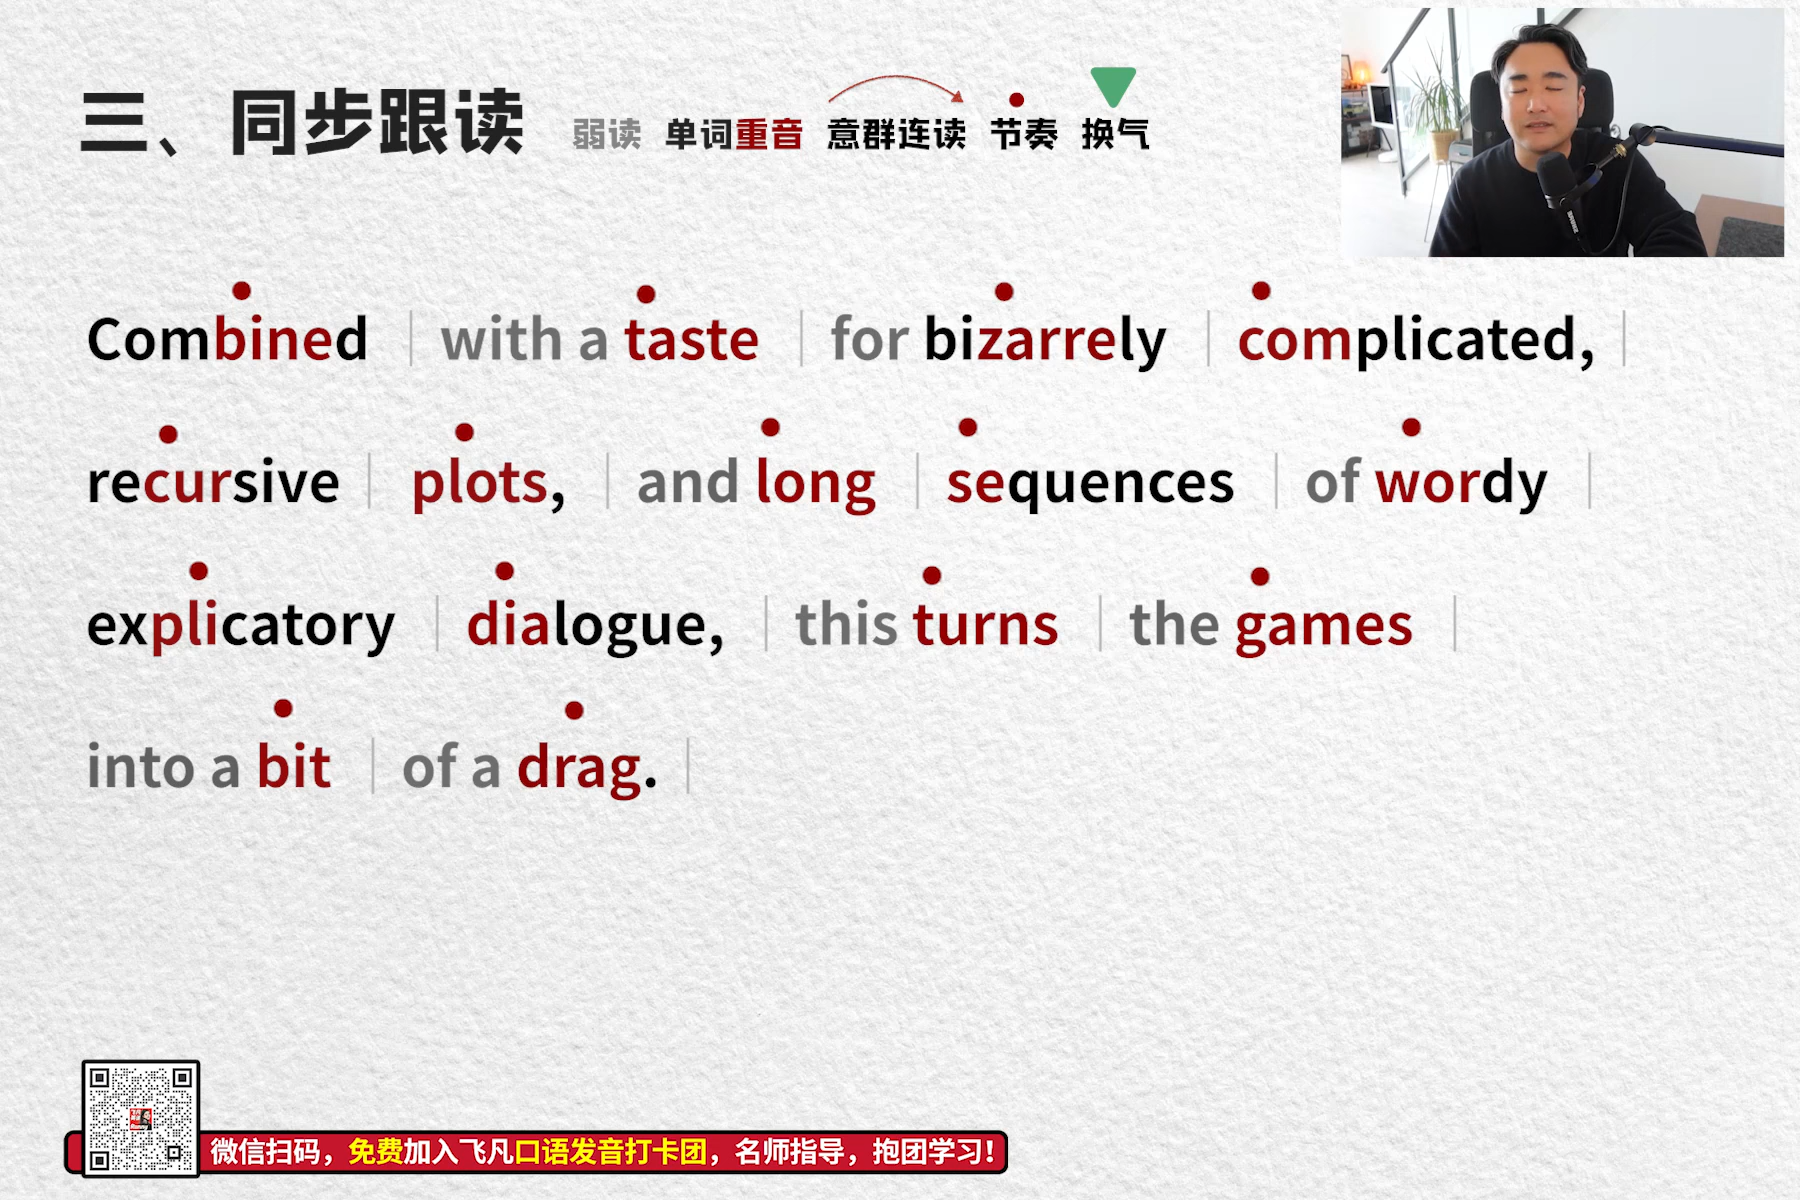 三、同步跟读
弱读 单词重音 意群连读 节奏 换气
Combined | with a taste | for bizarrely | complicated, |
recursive | plots, | and long | sequences | of wordy |
explicatory | dialogue, | this turns | the games |
into a bit | of a drag. |
微信扫码，免费加入飞凡口语发音打卡团，名师指导，抱团学习！